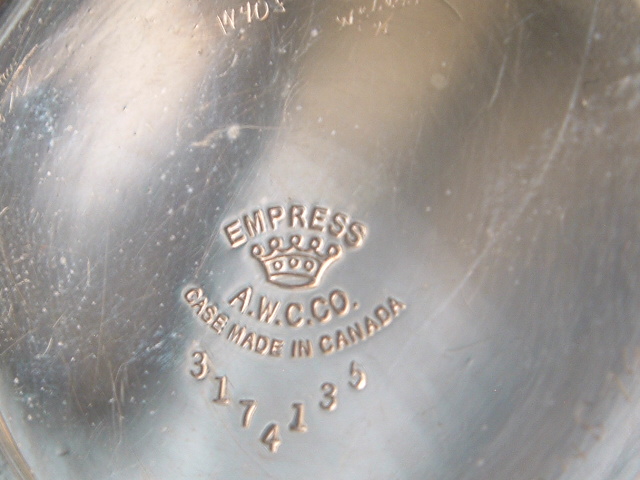 EMPRESS
A.W.C.CO.
CASE MADE IN CANADA
3174135